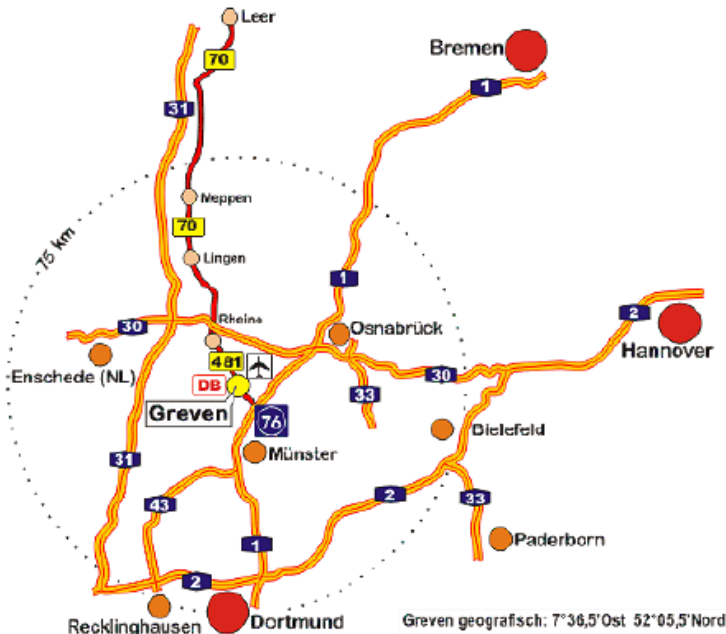 Leer
70
Bremen
1
31
Meppen
70
75 km
Lingen
1
2
30
Rheine
Osnabrück
Hannover
481
Enschede (NL)
DB
30
33
Greven
76
Bielefeld
Münster
31
43
2
33
1
Paderborn
2
Recklinghausen
Dortmund
Greven geografisch: 7°36,5'Ost 52°05,5'Nord